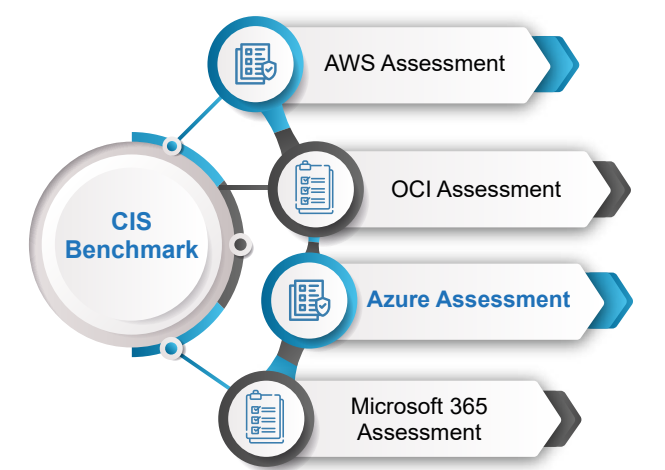 AWS Assessment
OCI Assessment
CIS
Benchmark
Azure Assessment
Microsoft 365
Assessment